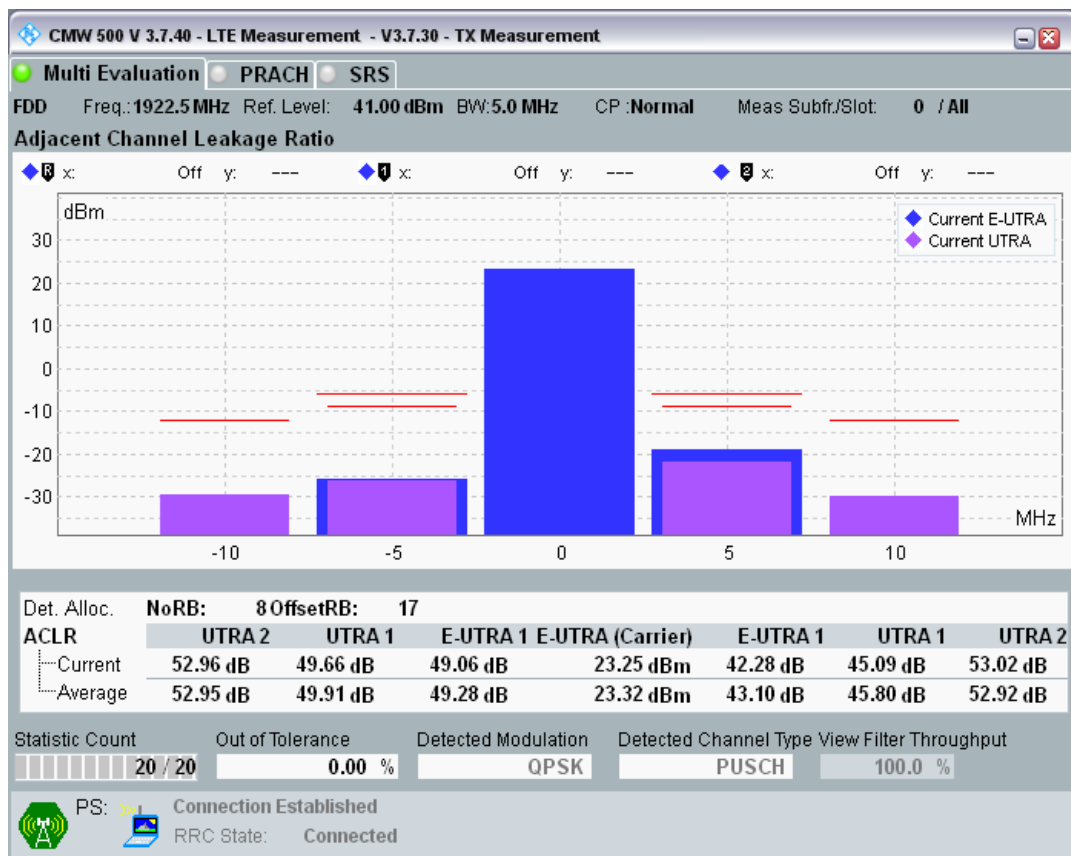 CMW 500 V 3.7.40 - LTE Measurement - V3.7.30 - TX Measurement
Multi Evaluation PRACH SRS
FDD Freq.:1922.5 MHz Ref. Level: 41.00 dBm BW:5.0 MHz CP :Normal Meas Subfr./Slot: 0 / All
Adjacent Channel Leakage Ratio
R x: Off y: --- 1 x: Off y: --- 2 x: Off y: ---
dBm
Current E-UTRA
Current UTRA
30
20
10
0
-10
-20
-30
MHz
-10 -5 0 5 10
Det. Alloc. NoRB: 8 OffsetRB: 17
ACLR UTRA 2 UTRA 1 E-UTRA 1 E-UTRA (Carrier) E-UTRA 1 UTRA 1 UTRA 2
Current 52.96 dB 49.66 dB 49.06 dB 23.25 dBm 42.28 dB 45.09 dB 53.02 dB
Average 52.95 dB 49.91 dB 49.28 dB 23.32 dBm 43.10 dB 45.80 dB 52.92 dB
Statistic Count Out of Tolerance Detected Modulation Detected Channel Type View Filter Throughput
20 / 20 0.00 % QPSK PUSCH 100.0 %
PS: Connection Established
RRC State: Connected